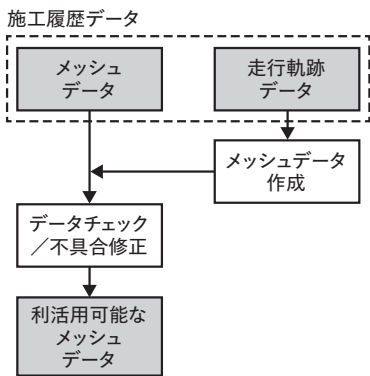 施工履歴データ
メッシュ
データ
走行軌跡
データ
メッシュデータ
作成
データチェック
／不具合修正
利活用可能な
メッシュ
データ